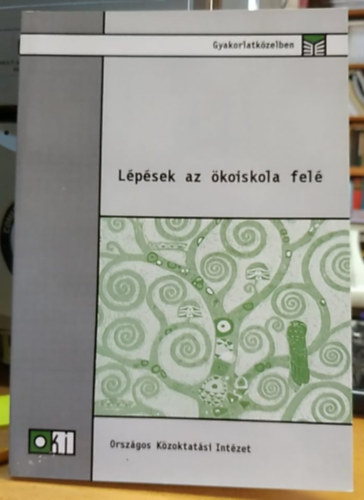 Gyakorlatközelben
Lépések az ökoiskola felé
OKI
Országos Közoktatási Intézet